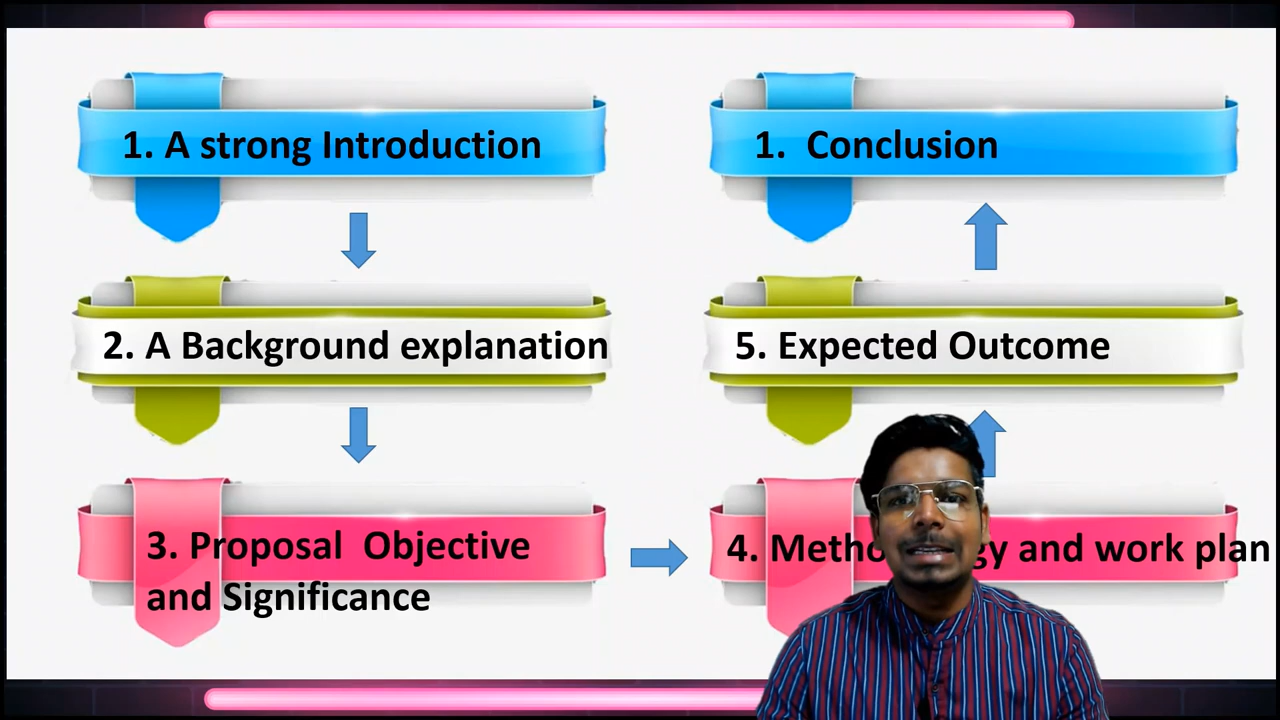 1. A strong Introduction
2. A Background explanation
3. Proposal Objective
and Significance
4. and work plan
5. Expected Outcome
1. Conclusion